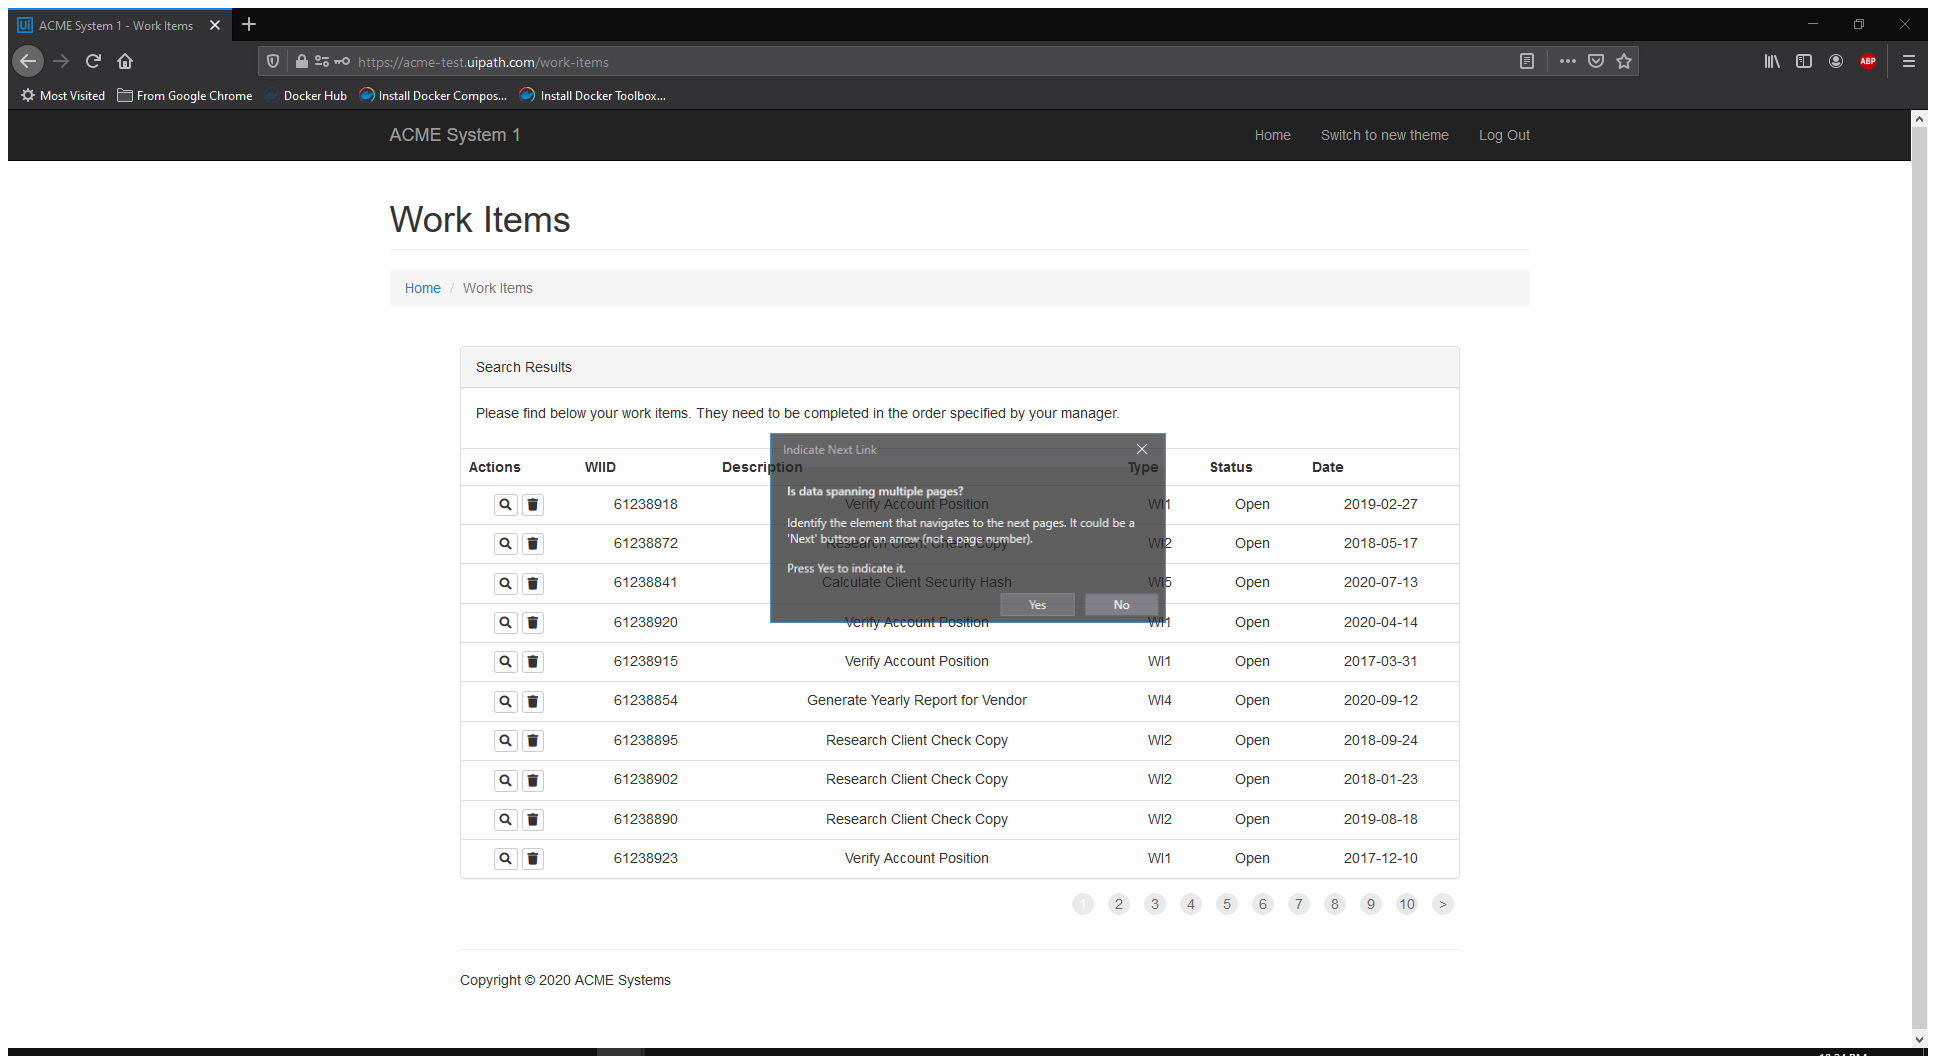 ACME System 1 - Work Items
https://acme-test.uipath.com/work-items
ABP
Most Visited From Google Chrome Docker Hub Install Docker Compos... Install Docker Toolbox...
ACME System 1 Home Switch to new theme Log Out
Work Items
Home / Work Items
Search Results
Please find below your work items. They need to be completed in the order specified by your manager.
Actions WIID Description Type Status Date
61238918 Verify Account Position WI1 Open 2019-02-27
61238872 Research Client Check Copy WI2 Open 2018-05-17
61238841 Calculate Client Security Hash WI5 Open 2020-07-13
61238920 Verify Account Position WI1 Open 2020-04-14
61238915 Verify Account Position WI1 Open 2017-03-31
61238854 Generate Yearly Report for Vendor WI4 Open 2020-09-12
61238895 Research Client Check Copy WI2 Open 2018-09-24
61238902 Research Client Check Copy WI2 Open 2018-01-23
61238890 Research Client Check Copy WI2 Open 2019-08-18
61238923 Verify Account Position WI1 Open 2017-12-10
Indicate Next Link
Is data spanning multiple pages?
Identify the element that navigates to the next pages. It could be a
'Next' button or an arrow (not a page number).
Press Yes to indicate it.
Yes No
1 2 3 4 5 6 7 8 9 10 >
Copyright © 2020 ACME Systems